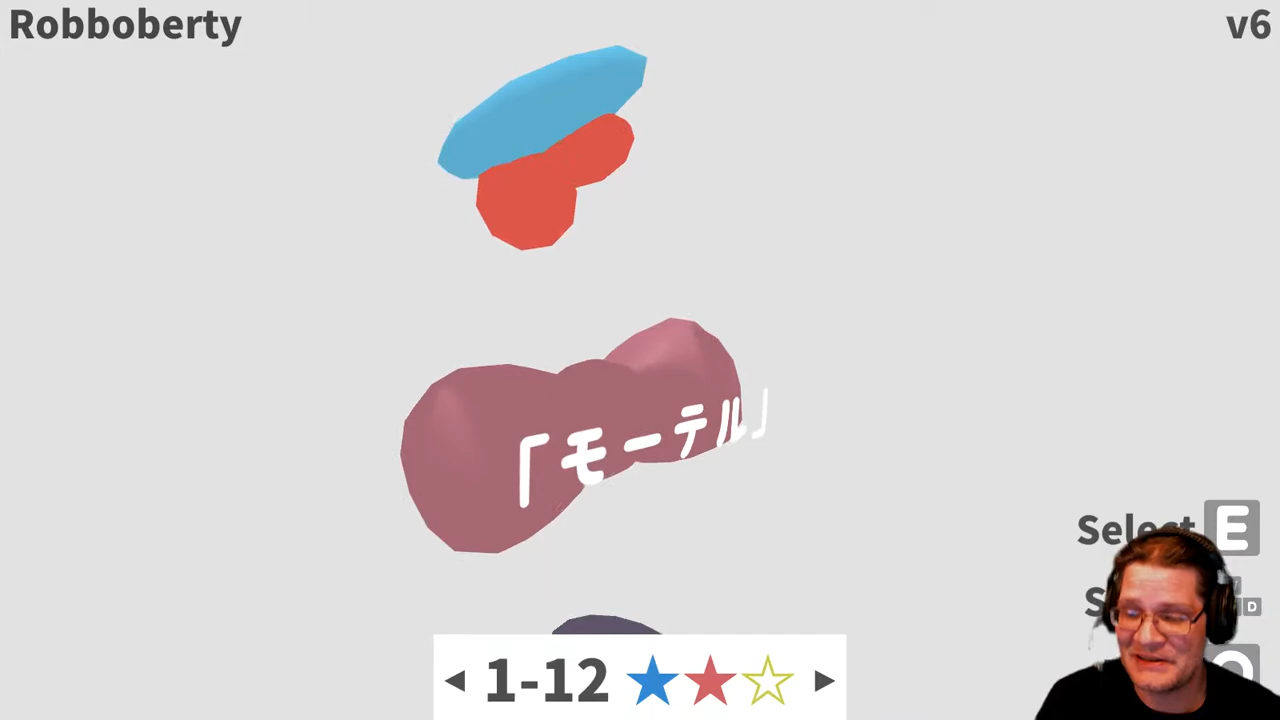 Robboberty
v6
「モーテル」
Select E
D
1-12